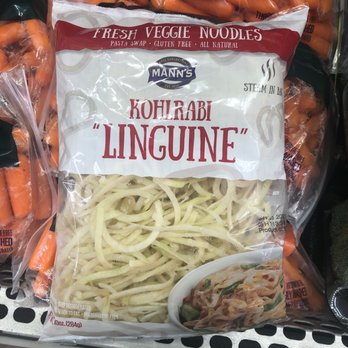 FRESH VEGGIE NOODLES
PASTA SWAP · GLUTEN FREE · ALL NATURAL
MANN'S
STEAM IN BAG
KOHLRABI
"LINGUINE"